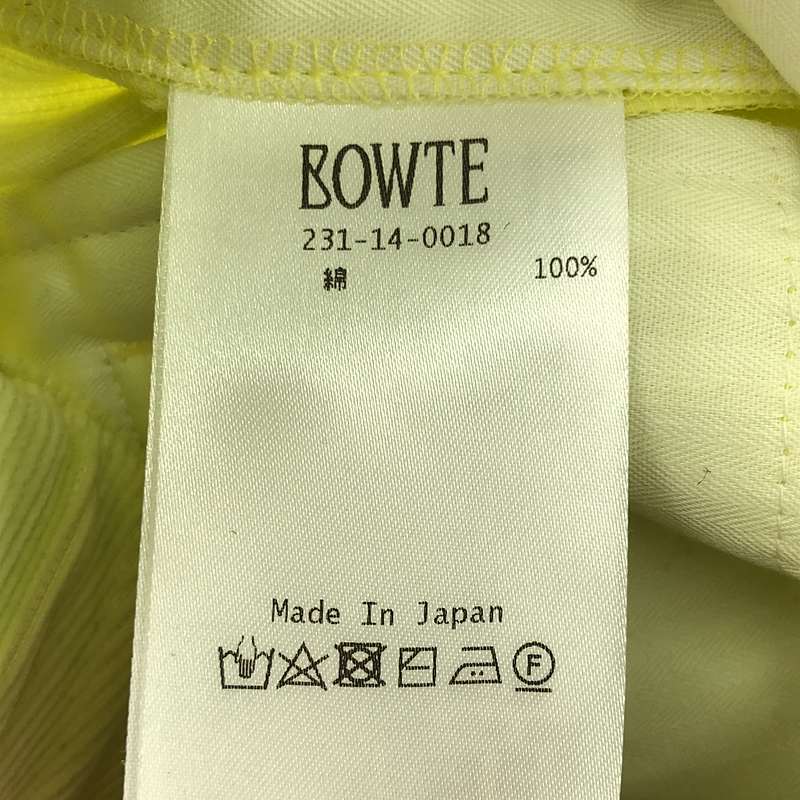 BOWTE
231-14-0018
綿 100%
Made In Japan
F